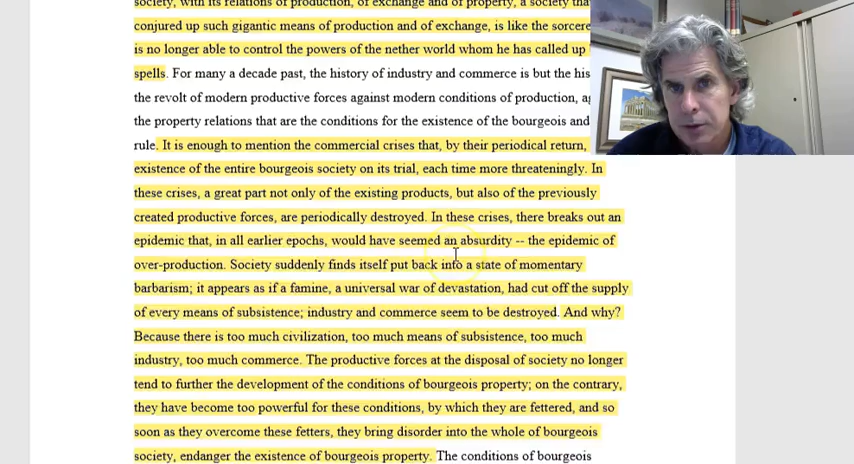 society, with its relations of production, of exchange and of property, a society tha
conjured up such gigantic means of production and of exchange, is like the sorcere
is no longer able to control the powers of the nether world whom he has called up
spells. For many a decade past, the history of industry and commerce is but the his
the revolt of modern productive forces against modern conditions of production, ag
the property relations that are the conditions for the existence of the bourgeois and
rule. It is enough to mention the commercial crises that, by their periodical return,
existence of the entire bourgeois society on its trial, each time more threateningly. In
these crises, a great part not only of the existing products, but also of the previously
created productive forces, are periodically destroyed. In these crises, there breaks out an
epidemic that, in all earlier epochs, would have seemed an absurdity -- the epidemic of
over-production. Society suddenly finds itself put back into a state of momentary
barbarism; it appears as if a famine, a universal war of devastation, had cut off the supply
of every means of subsistence; industry and commerce seem to be destroyed. And why?
Because there is too much civilization, too much means of subsistence, too much
industry, too much commerce. The productive forces at the disposal of society no longer
tend to further the development of the conditions of bourgeois property; on the contrary,
they have become too powerful for these conditions, by which they are fettered, and so
soon as they overcome these fetters, they bring disorder into the whole of bourgeois
society, endanger the existence of bourgeois property. The conditions of bourgeois